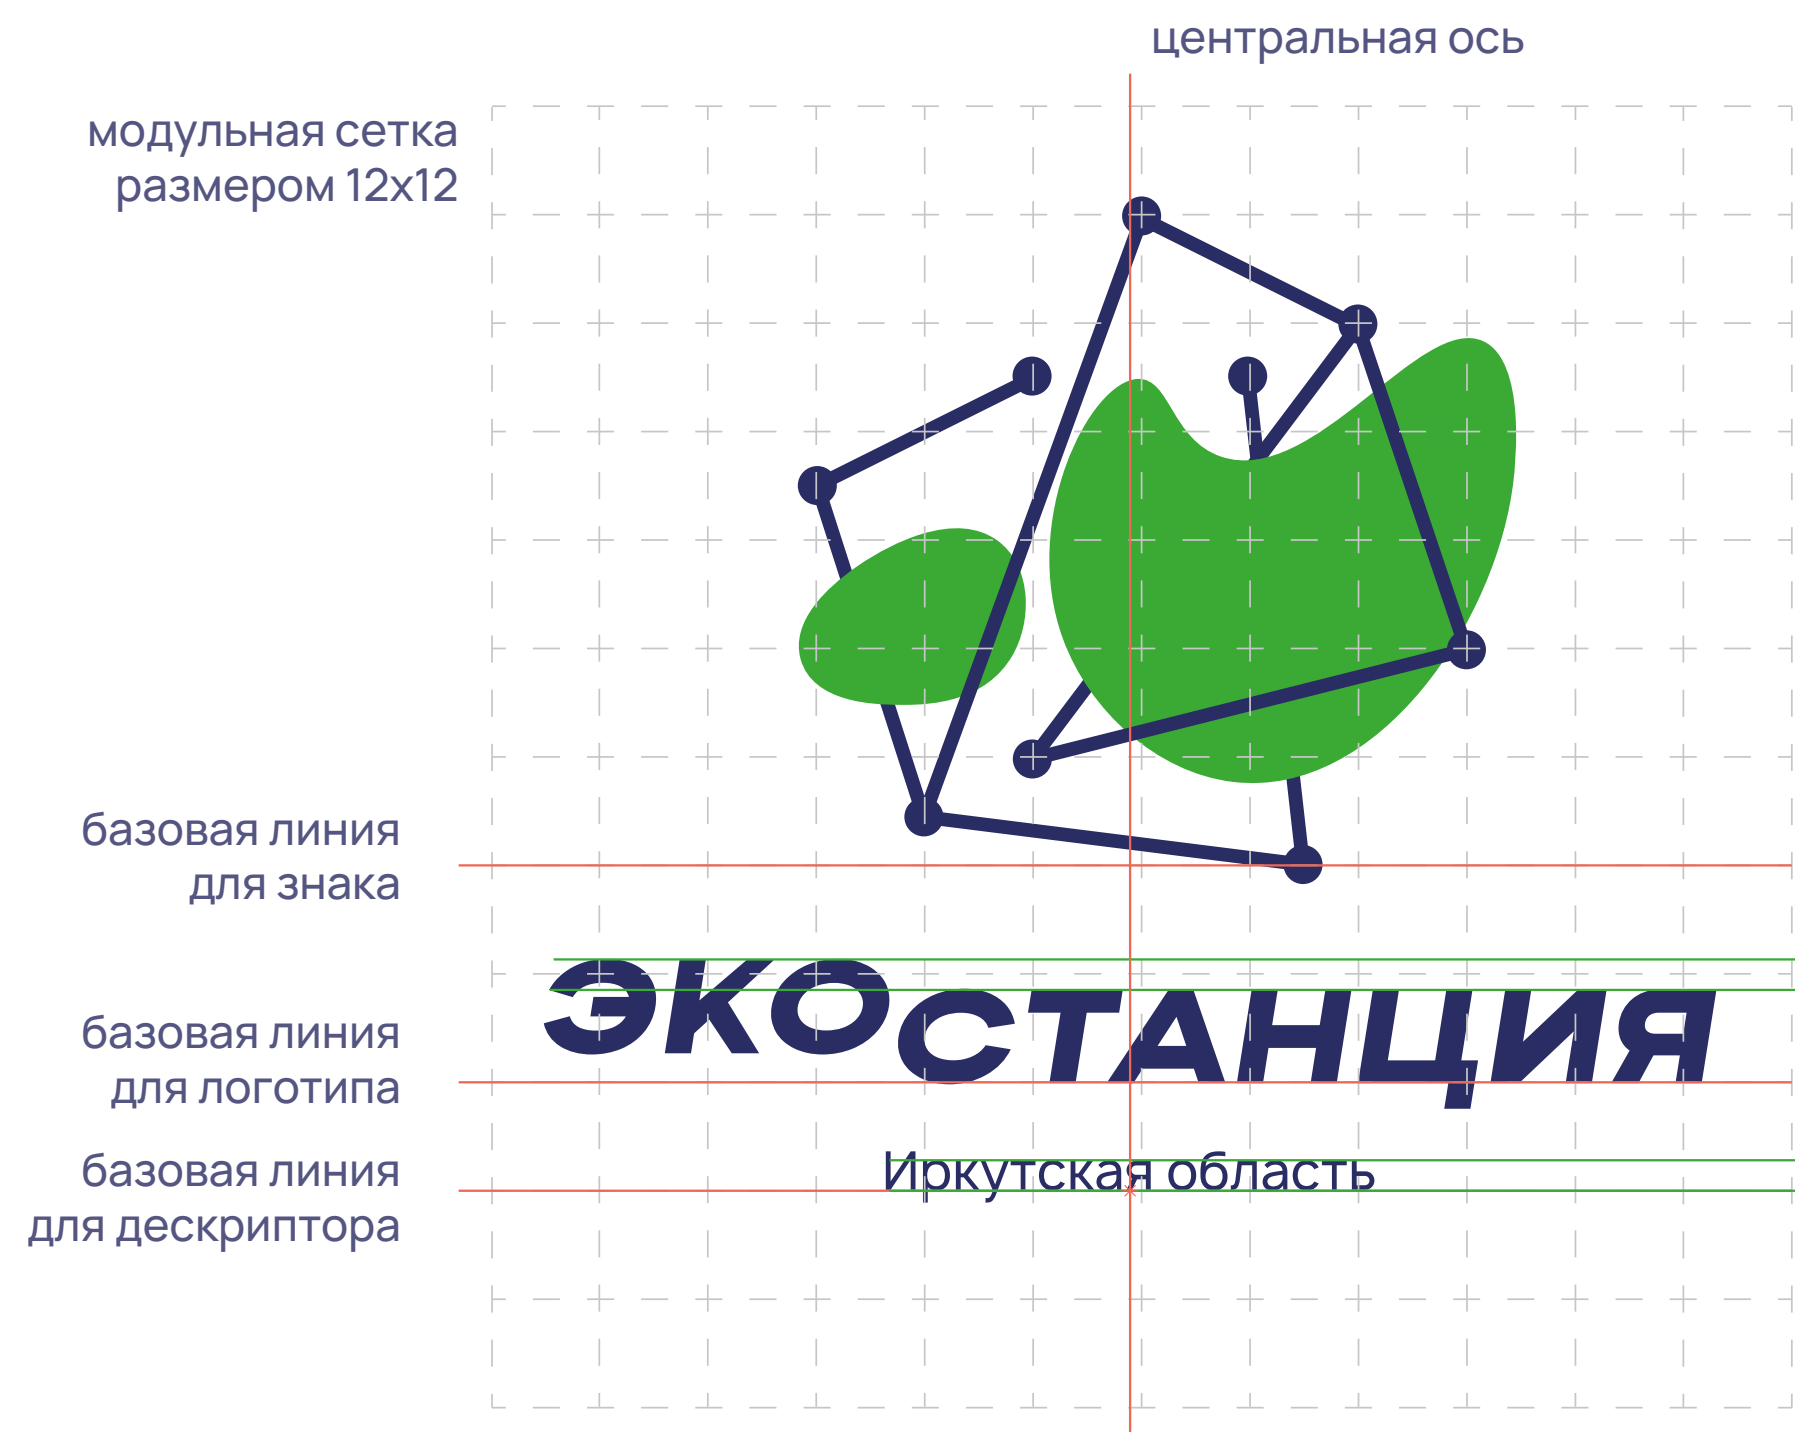 центральная ось
модульная сетка
размером 12х12
базовая линия
для знака
ЭКОСТАНЦИЯ
базовая линия
для логотипа
Иркутская область
базовая линия
для дескриптора